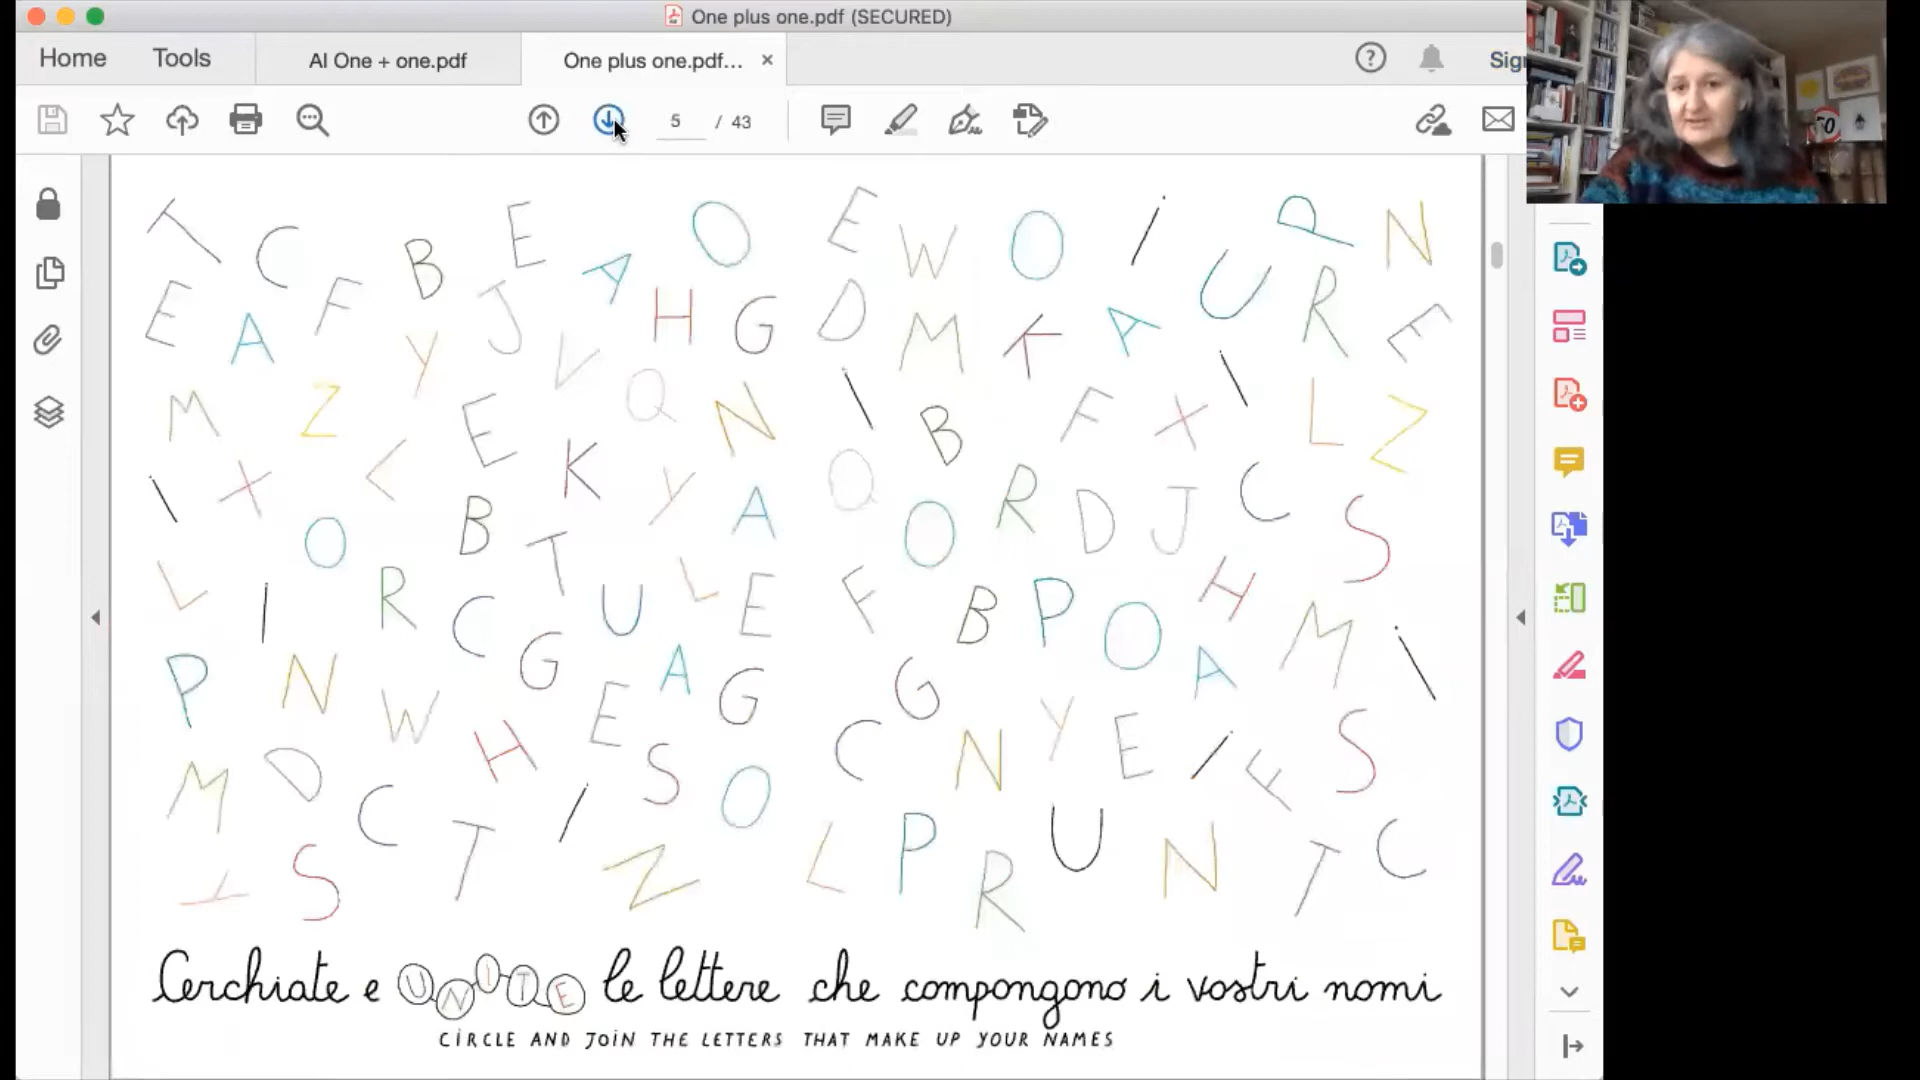 One plus one.pdf (SECURED)
Home Tools AI One + one.pdf One plus one.pdf... ×
5 / 43
T C B E A O E W O I U P N
E A F Y J V H G D M K A R E
M Z E Q N I B F X I L Z
I X L K Y A Q O R D J C S
L I O R B C T U L E F B P O H M I
P N W G E A G G A Y E S
M D C H I S O C N I F
Y S T Z L P R U N T C
Cerchiate e UNITE le lettere che compongono i vostri nomi
CIRCLE AND JOIN THE LETTERS THAT MAKE UP YOUR NAMES